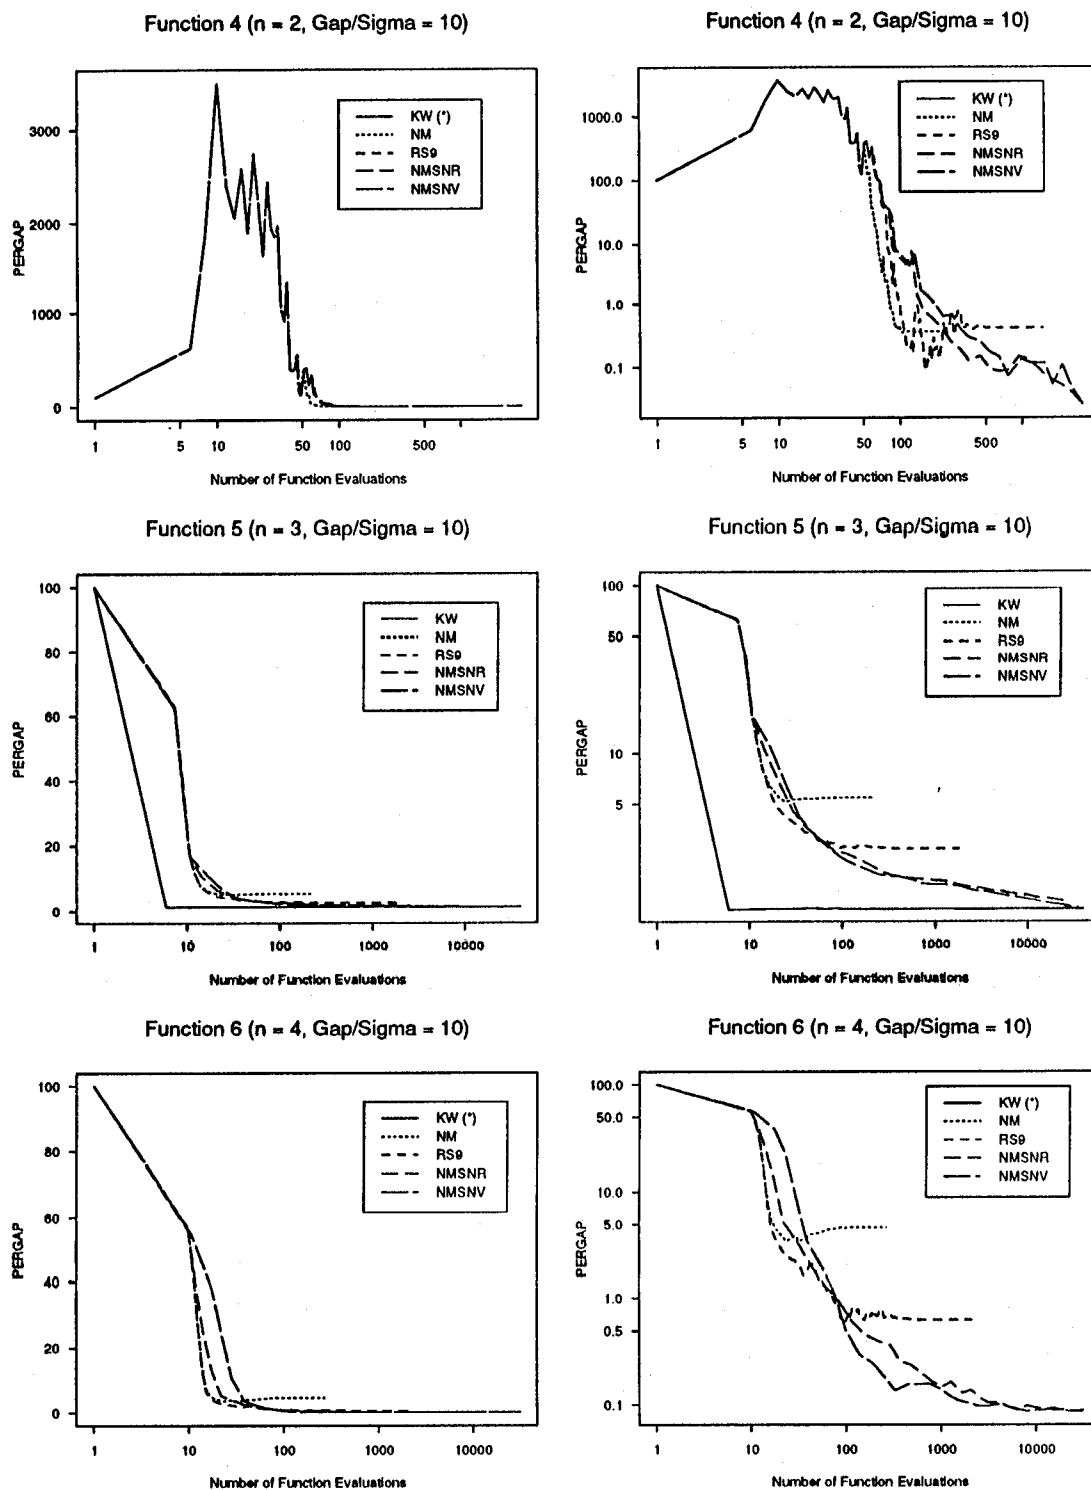 Function 4 (n = 2, Gap/Sigma = 10)
PERGAP
3000
2000
1000
0
KW (*)
NM
RS9
NMSNR
NMSNV
1 5 10 50 100 500
Number of Function Evaluations
Function 4 (n = 2, Gap/Sigma = 10)
PERGAP
1000.0
100.0
10.0
1.0
0.1
KW (*)
NM
RS9
NMSNR
NMSNV
1 5 10 50 100 500
Number of Function Evaluations
Function 5 (n = 3, Gap/Sigma = 10)
PERGAP
100
80
60
40
20
0
KW
NM
RS9
NMSNR
NMSNV
1 10 100 1000 10000
Number of Function Evaluations
Function 5 (n = 3, Gap/Sigma = 10)
PERGAP
100
50
10
5
KW
NM
RS9
NMSNR
NMSNV
1 10 100 1000 10000
Number of Function Evaluations
Function 6 (n = 4, Gap/Sigma = 10)
PERGAP
100
80
60
40
20
0
KW (*)
NM
RS9
NMSNR
NMSNV
1 10 100 1000 10000
Number of Function Evaluations
Function 6 (n = 4, Gap/Sigma = 10)
PERGAP
100.0
50.0
10.0
5.0
1.0
0.5
0.1
KW (*)
NM
RS9
NMSNR
NMSNV
1 10 100 1000 10000
Number of Function Evaluations